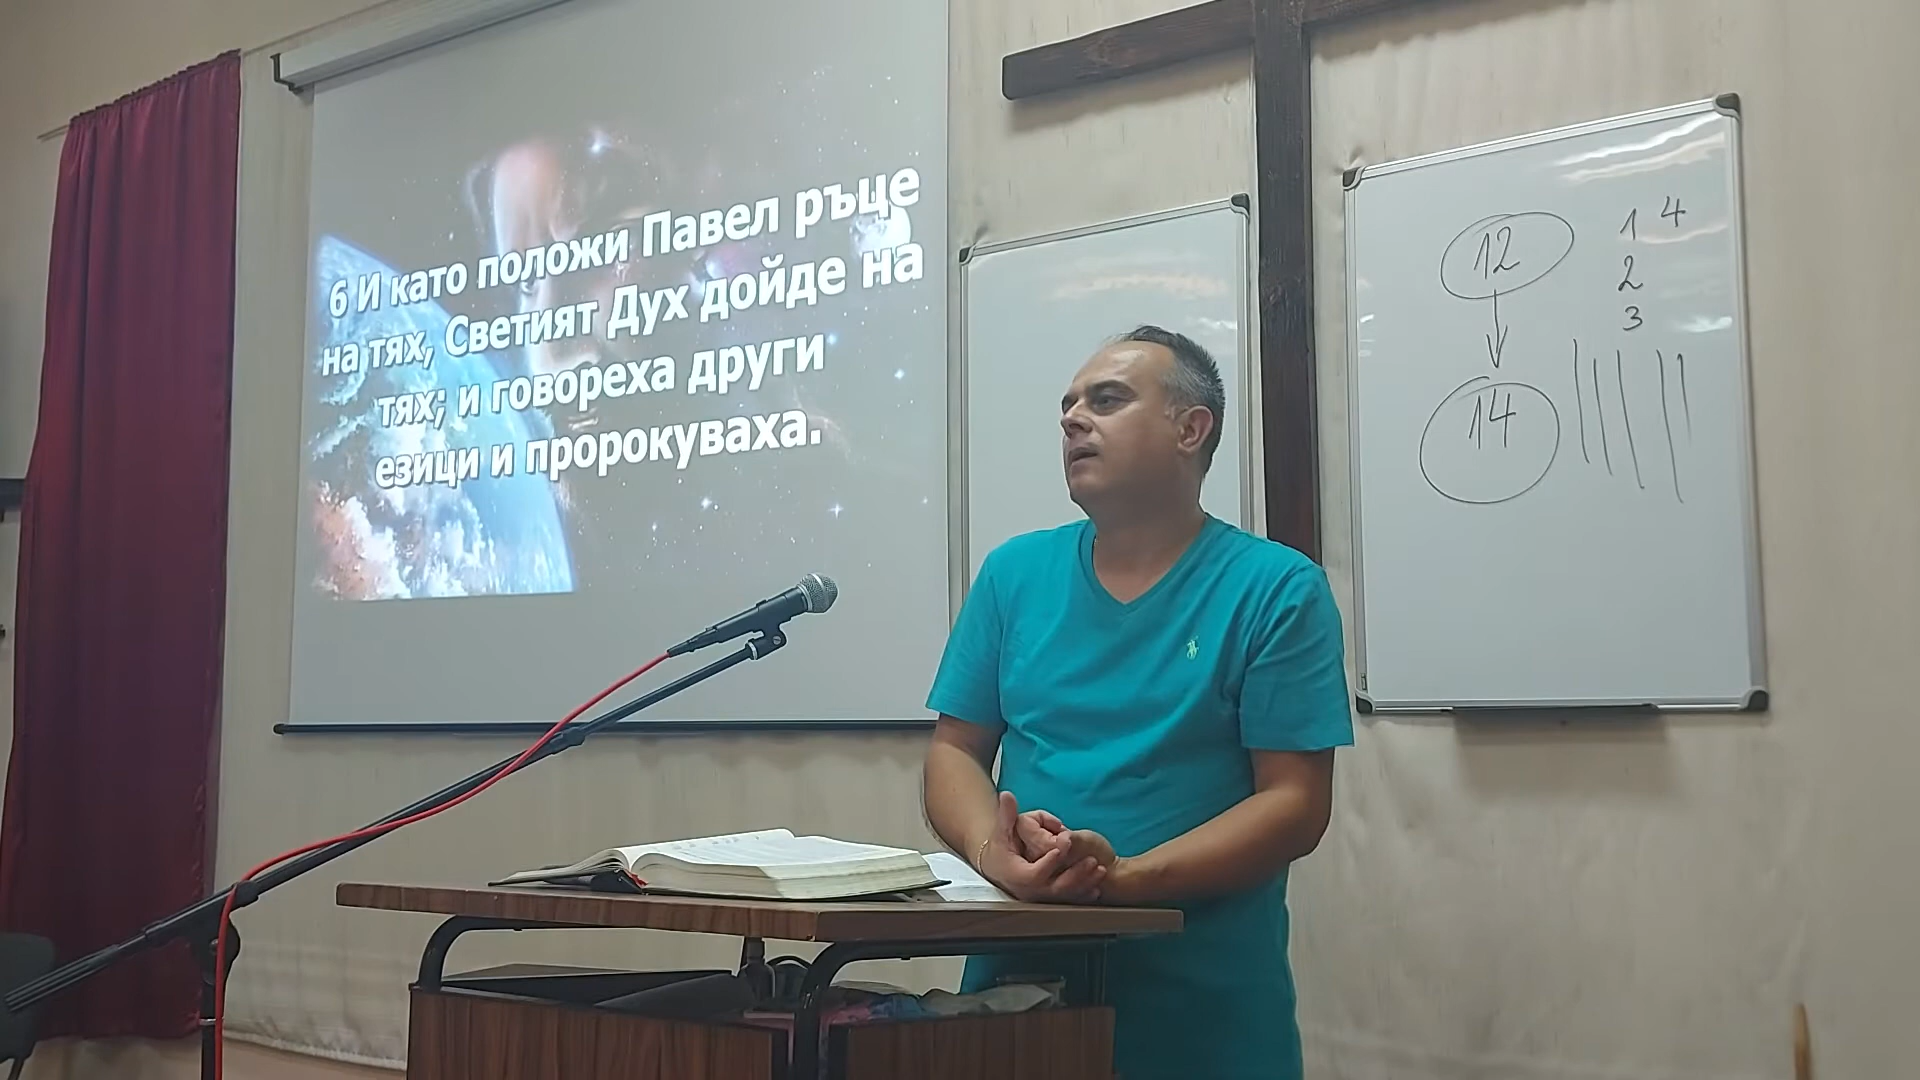 6 И като положи Павел ръце
на тях, Светият Дух дойде на
тях; и говореха други
езици и пророкуваха.
12
14
1 4
2
3